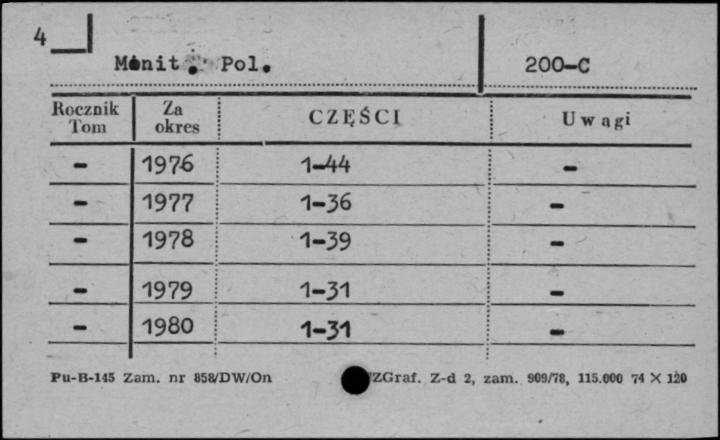 4
Monit. Pol. 200-C
Rocznik Tom Za okres CZĘŚCI Uwagi
- 1976 1-44 -
- 1977 1-36 -
- 1978 1-39 -
- 1979 1-31 -
- 1980 1-31 -
Pu-B-145 Zam. nr 858/DW/On ZGraf. Z-d 2, zam. 909/78, 115.000 74 X 120